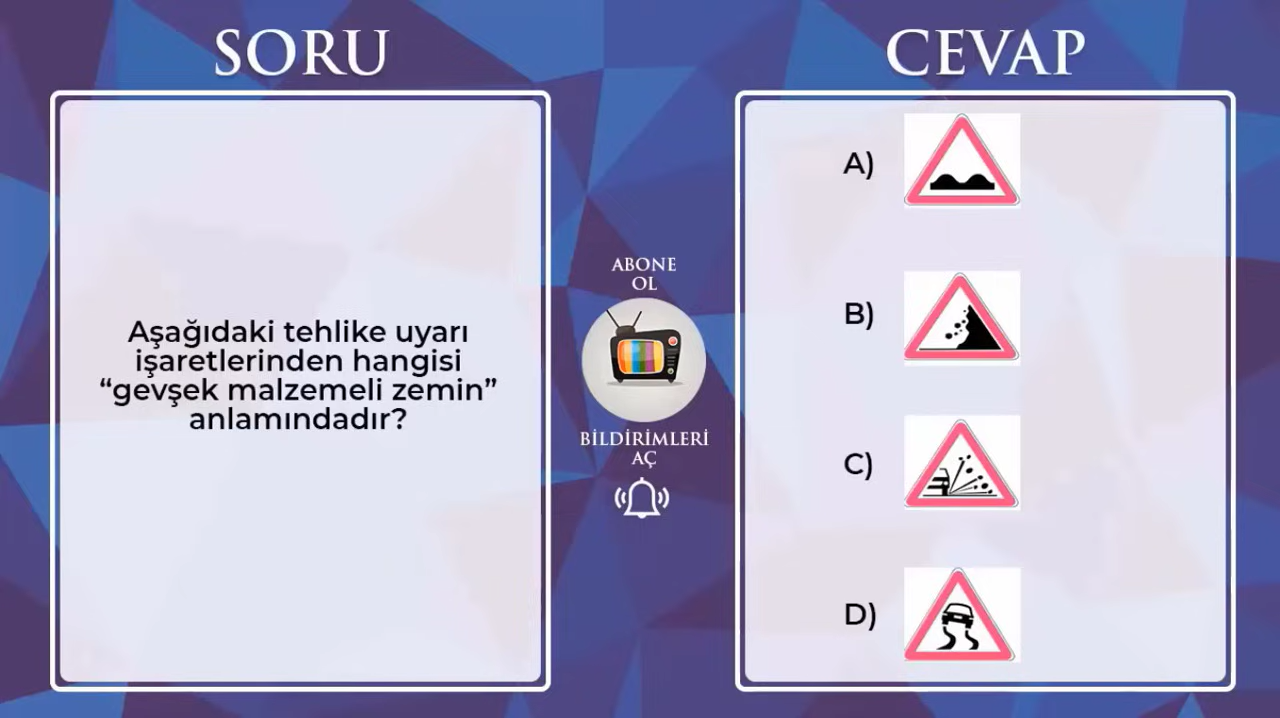 SORU
Aşağıdaki tehlike uyarı
işaretlerinden hangisi
“gevşek malzemeli zemin”
anlamındadır?
ABONE
OL
BİLDİRİMLERİ
AÇ
CEVAP
A)
B)
C)
D)